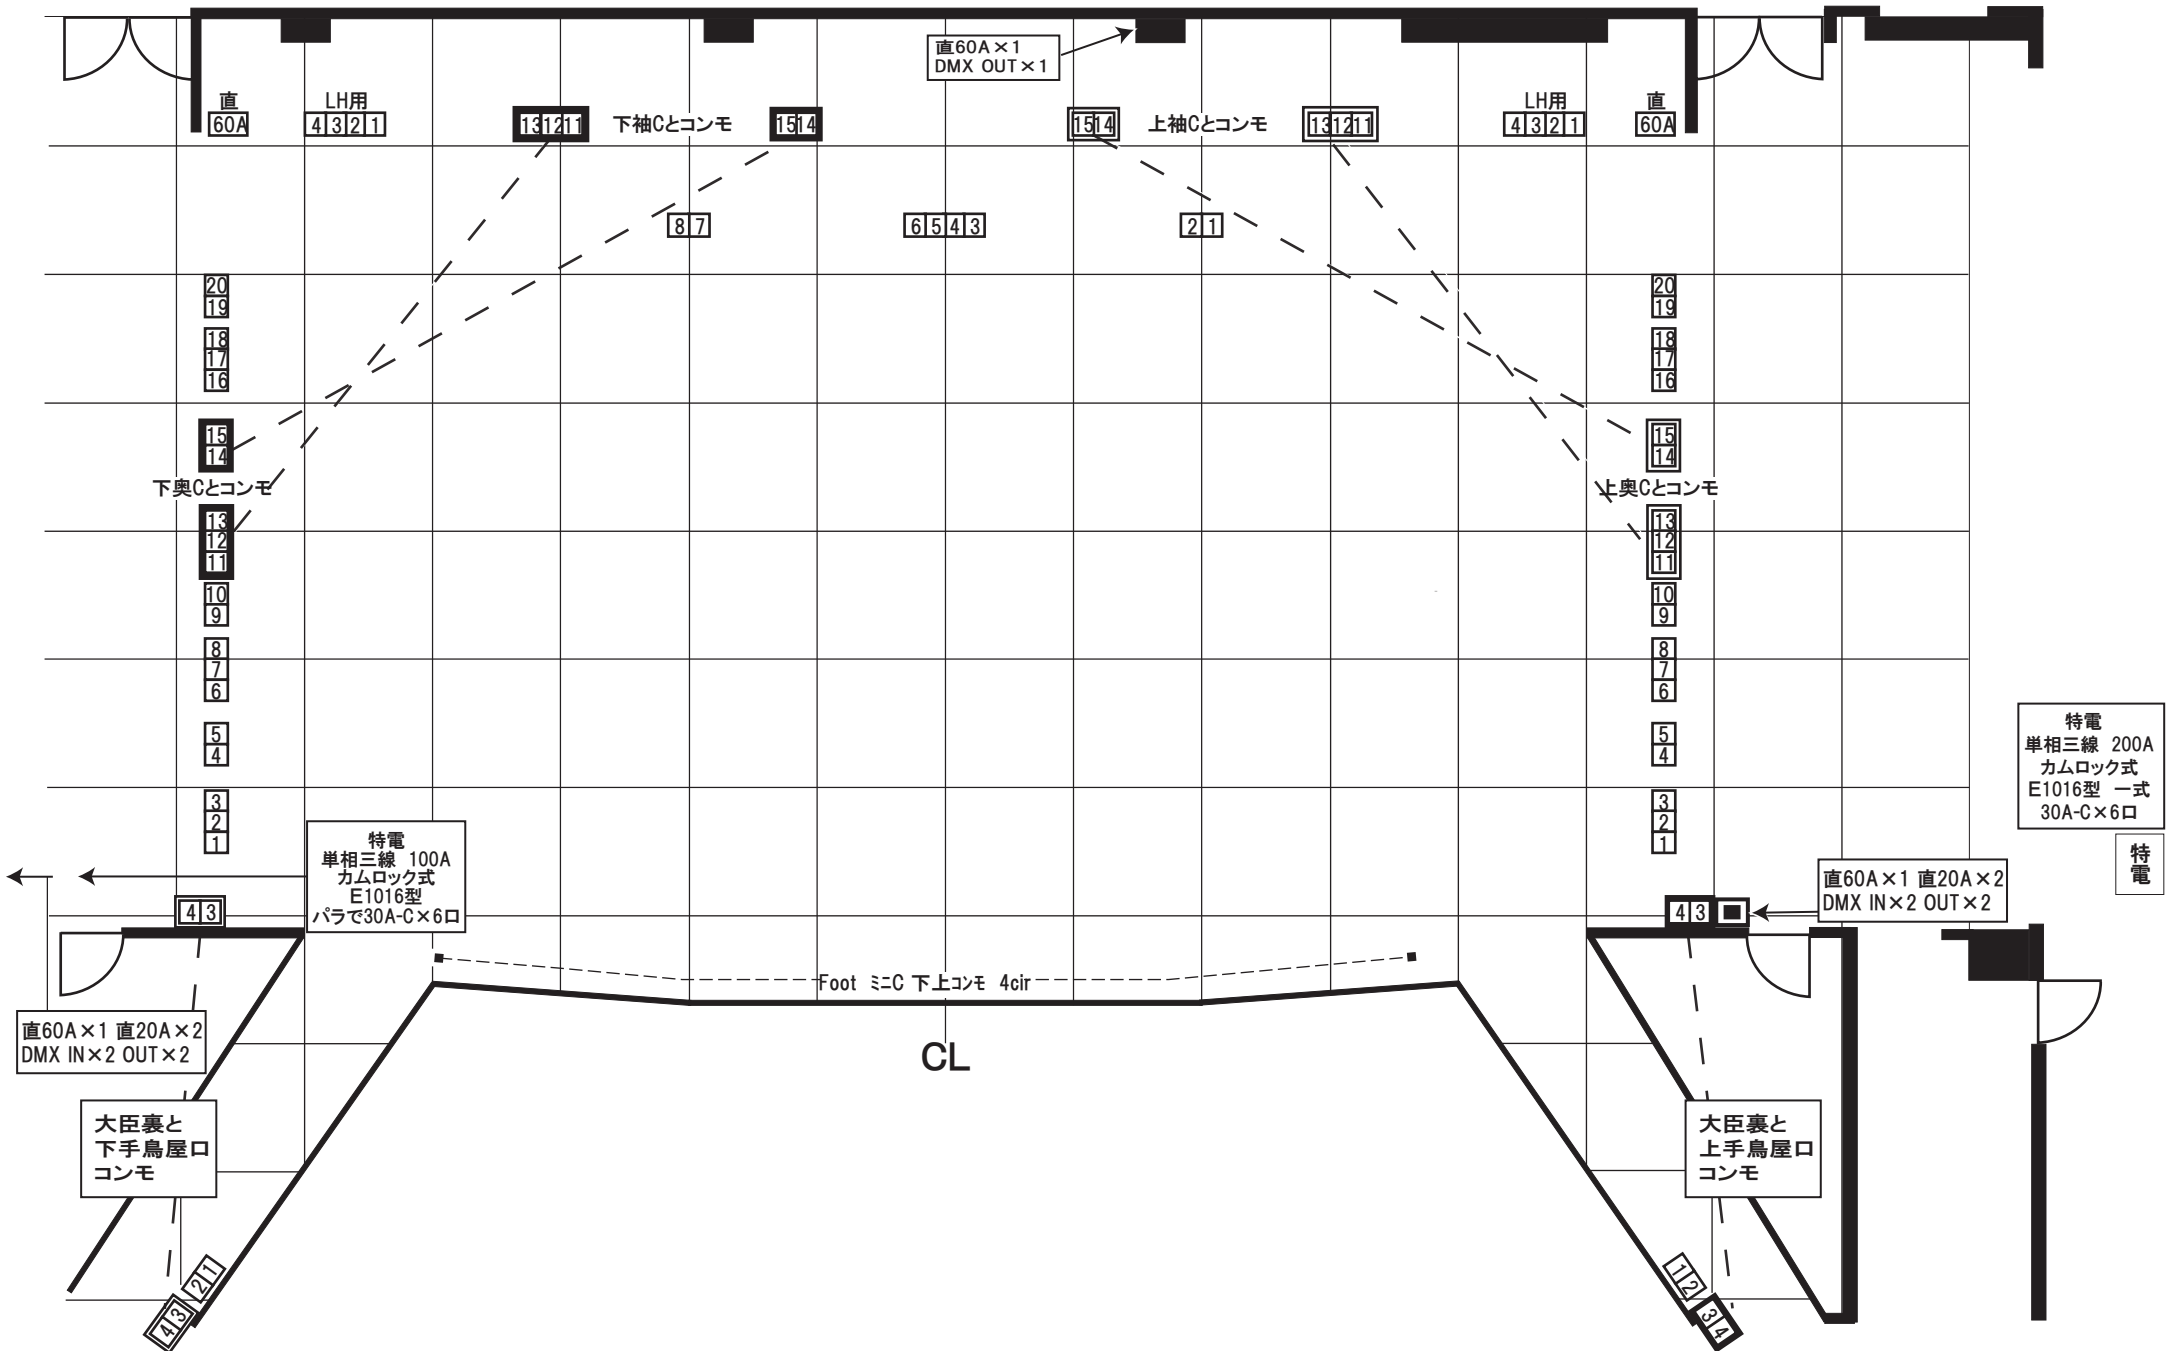 直60A×1
DMX OUT×1
直
60A
LH用
4 3 2 1
13 12 11
下袖Cとコンモ
15 14
15 14
上袖Cとコンモ
13 12 11
LH用
4 3 2 1
直
60A
8 7
6 5 4 3
2 1
20
19
18
17
16
15
14
下奥Cとコンモ
13
12
11
10
9
8
7
6
5
4
3
2
1
20
19
18
17
16
15
14
上奥Cとコンモ
13
12
11
10
9
8
7
6
5
4
3
2
1
特電
単相三線 200A
カムロック式
E1016型 一式
30A-C×6口
特
電
特電
単相三線 100A
カムロック式
E1016型
パラで30A-C×6口
直60A×1 直20A×2
DMX IN×2 OUT×2
4 3
4 3
Foot ミニC 下上コンモ 4cir
直60A×1 直20A×2
DMX IN×2 OUT×2
CL
大臣裏と
下手鳥屋口
コンモ
大臣裏と
上手鳥屋口
コンモ
2 1
4 3
1 2
3 4